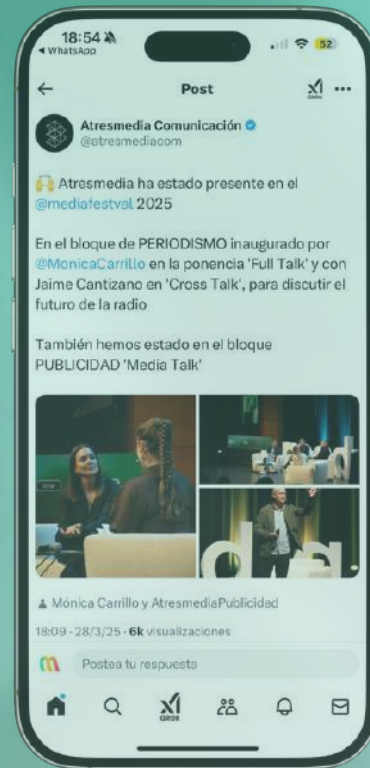 18:54
WhatsApp
52
Post
Atresmedia Comunicación
@atresmediacom
🙌 Atresmedia ha estado presente en el
@mediafestval 2025
En el bloque de PERIODISMO inaugurado por
@MonicaCarrillo en la ponencia 'Full Talk' y con
Jaime Cantizano en 'Cross Talk', para discutir el
futuro de la radio
También hemos estado en el bloque
PUBLICIDAD 'Media Talk'
Mónica Carrillo y AtresmediaPublicidad
18:09 · 28/3/25 · 6k visualizaciones
Postea tu respuesta